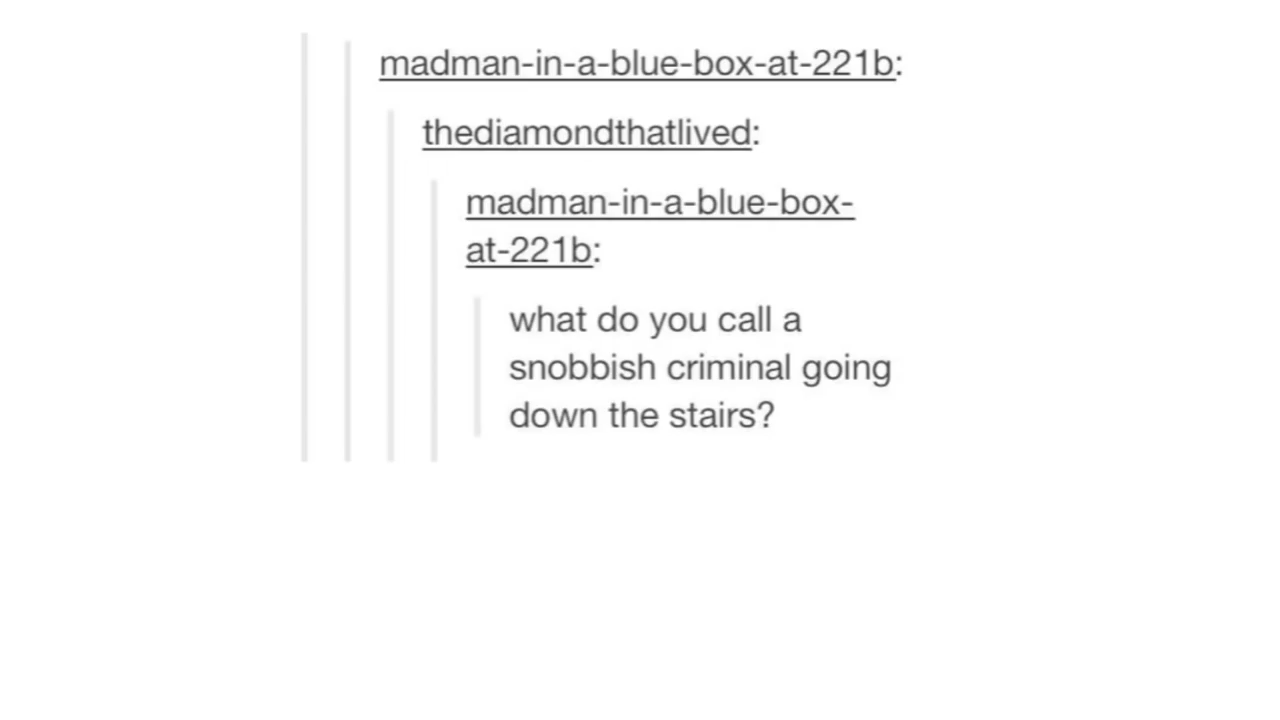 madman-in-a-blue-box-at-221b:
thediamondthatlived:
madman-in-a-blue-box-
at-221b:
what do you call a
snobbish criminal going
down the stairs?